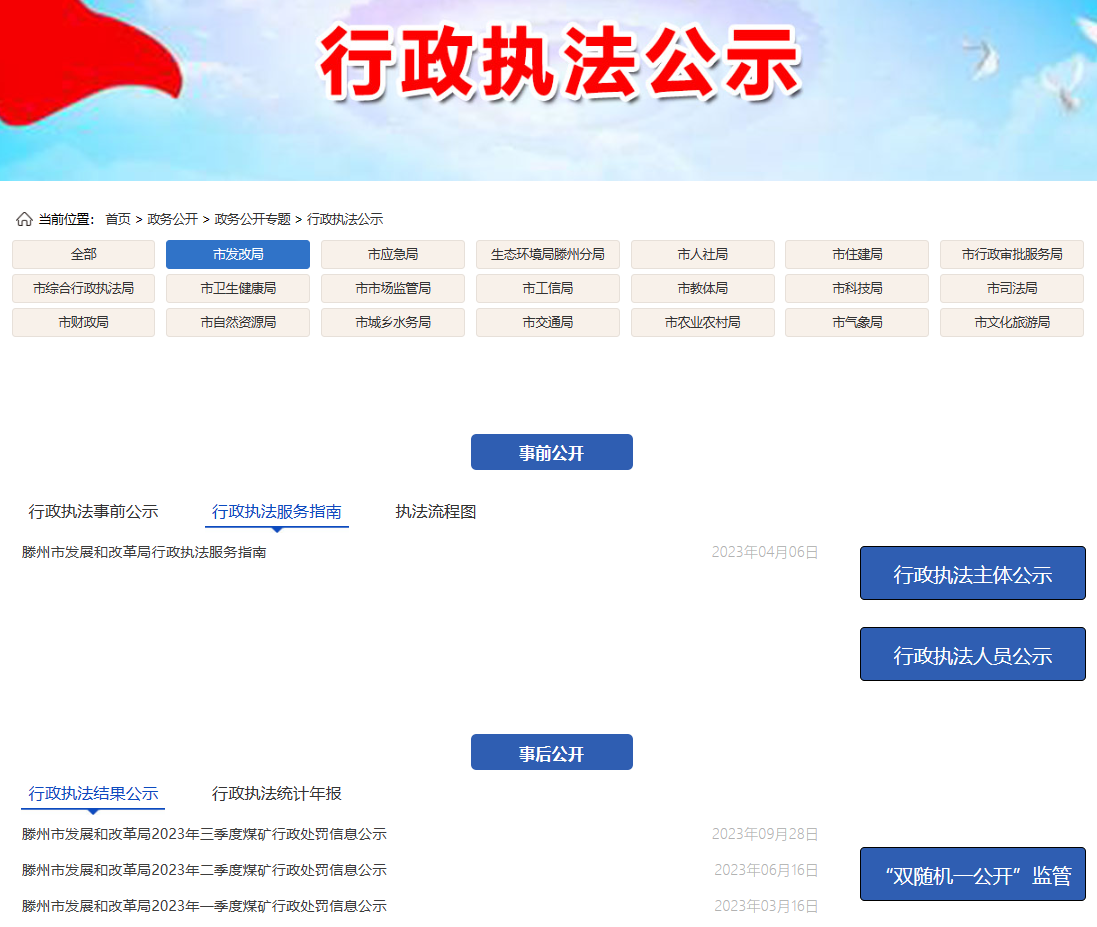 行政执法公示
当前位置： 首页 > 政务公开 > 政务公开专题 > 行政执法公示
全部 市发改局 市应急局 生态环境局滕州分局 市人社局 市住建局 市行政审批服务局
市综合行政执法局 市卫生健康局 市市场监管局 市工信局 市教体局 市科技局 市司法局
市财政局 市自然资源局 市城乡水务局 市交通局 市农业农村局 市气象局 市文化旅游局
事前公开
行政执法事前公示 行政执法服务指南 执法流程图
滕州市发展和改革局行政执法服务指南 2023年04月06日
行政执法主体公示
行政执法人员公示
事后公开
行政执法结果公示 行政执法统计年报
滕州市发展和改革局2023年三季度煤矿行政处罚信息公示 2023年09月28日
滕州市发展和改革局2023年二季度煤矿行政处罚信息公示 2023年06月16日
“双随机一公开”监管
滕州市发展和改革局2023年一季度煤矿行政处罚信息公示 2023年03月16日